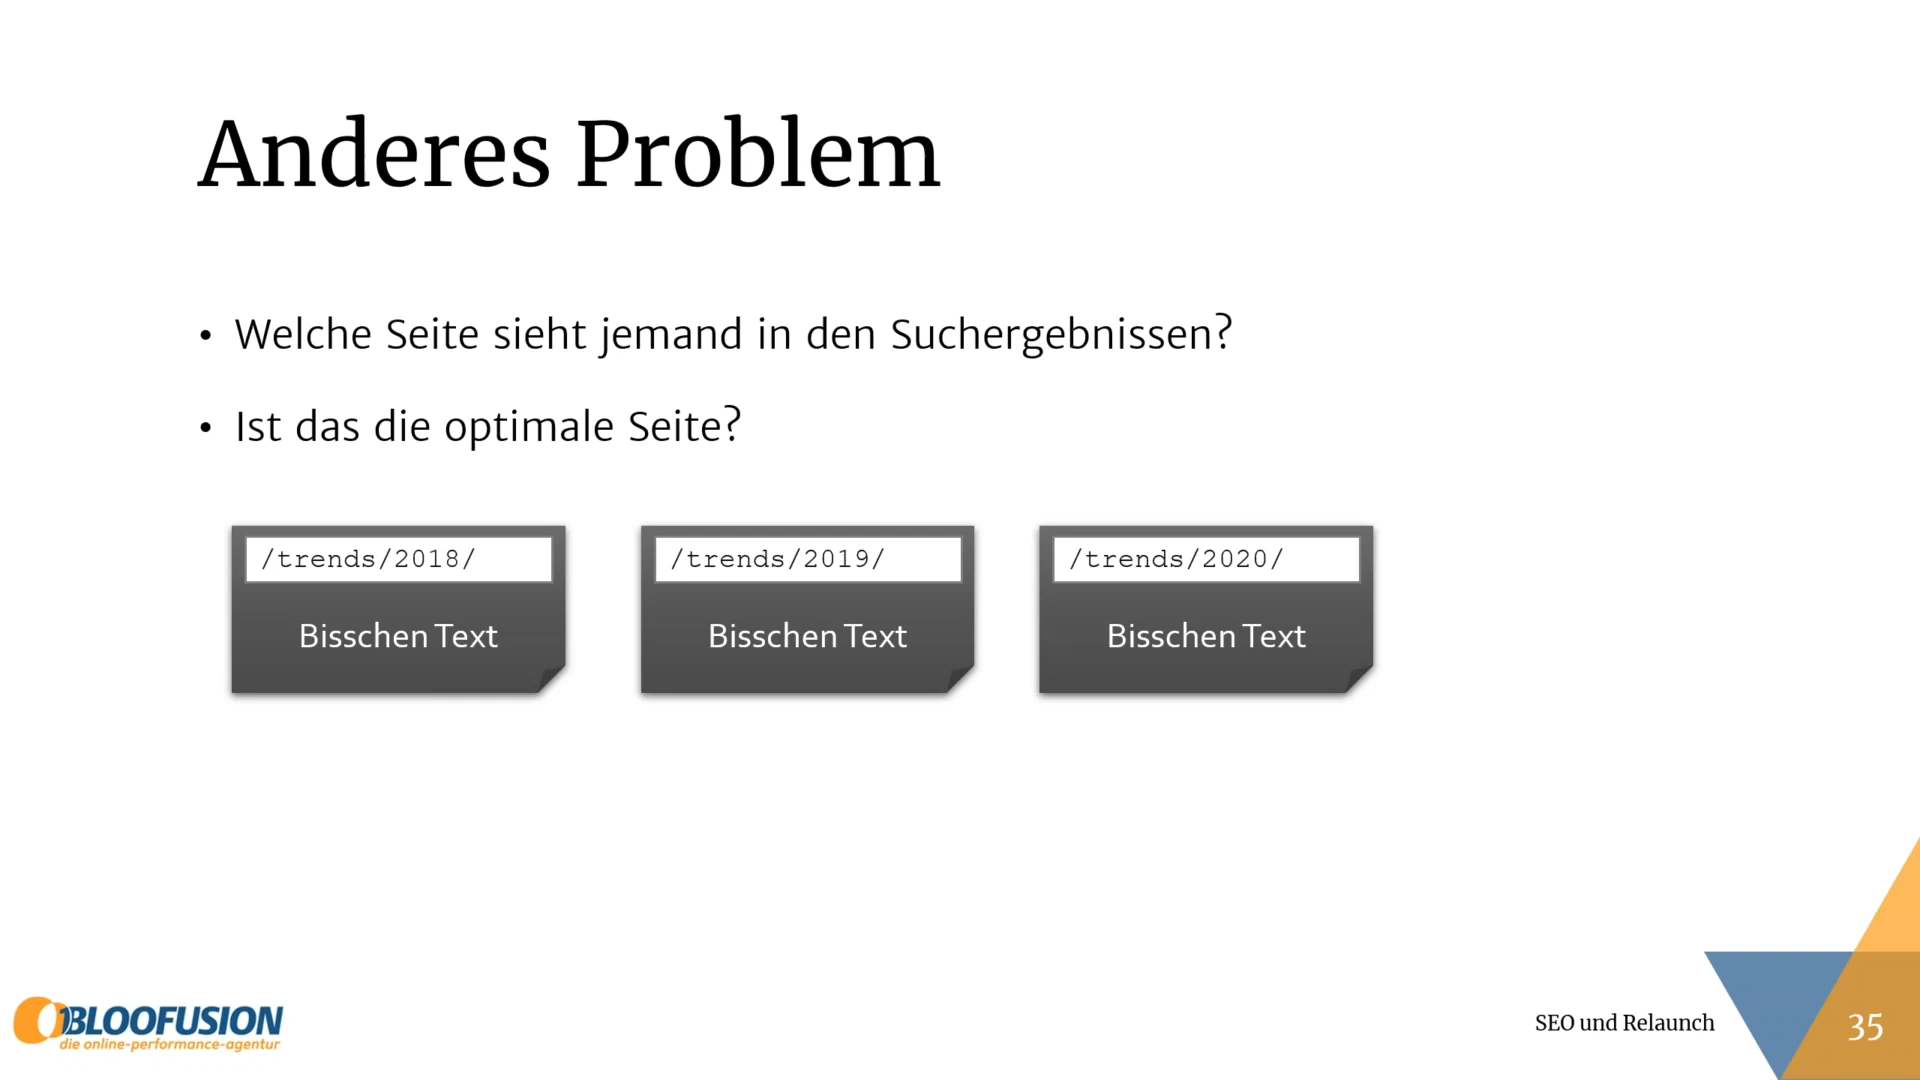 Anderes Problem
• Welche Seite sieht jemand in den Suchergebnissen?
• Ist das die optimale Seite?
/trends/2018/
Bisschen Text
/trends/2019/
Bisschen Text
/trends/2020/
Bisschen Text
BLOOFUSION
die online-performance-agentur
SEO und Relaunch
35